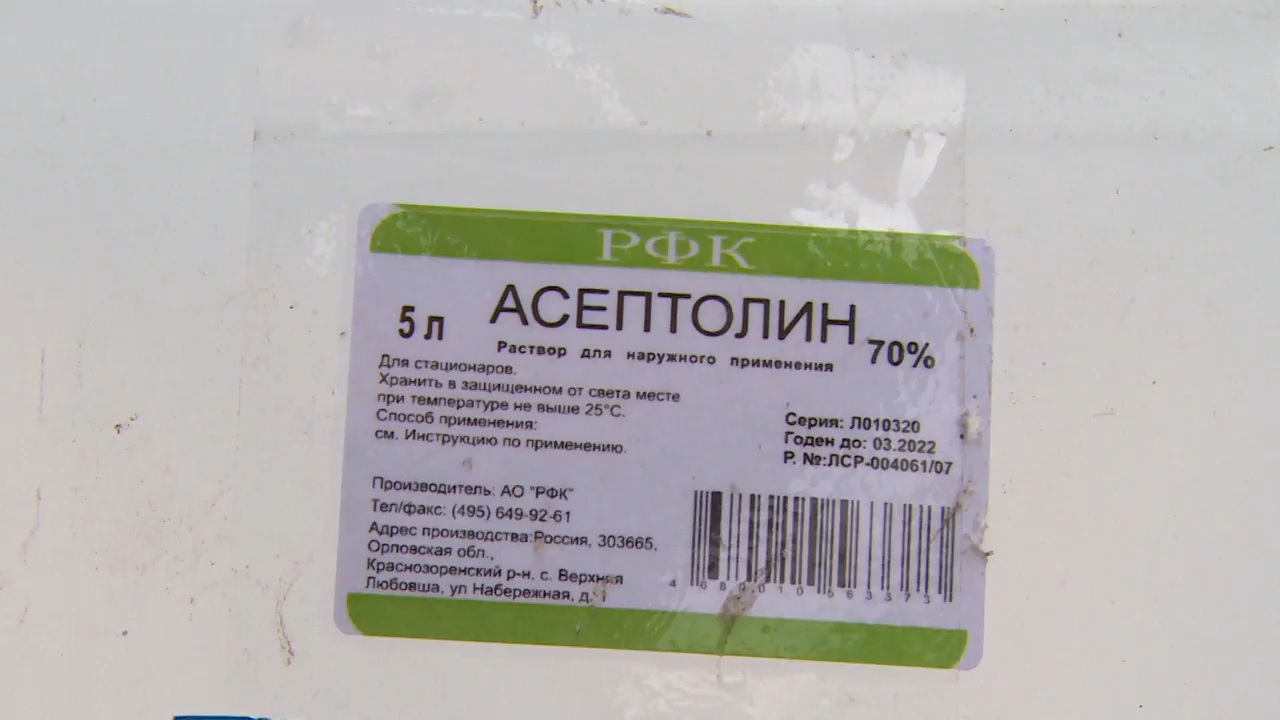 РФК
АСЕПТОЛИН
5 л
70%
Раствор для наружного применения
Для стационаров.
Хранить в защищенном от света месте
при температуре не выше 25°С.
Способ применения:
см. Инструкцию по применению.
Серия: Л010320
Годен до: 03.2022
Р. №:ЛСР-004061/07
Производитель: АО "РФК"
Тел/факс: (495) 649-92-61
Адрес производства:Россия, 303665,
Орловская обл.,
Краснозоренский р-н. с. Верхняя
Любовша, ул Набережная, д. 1
4 680010 563373